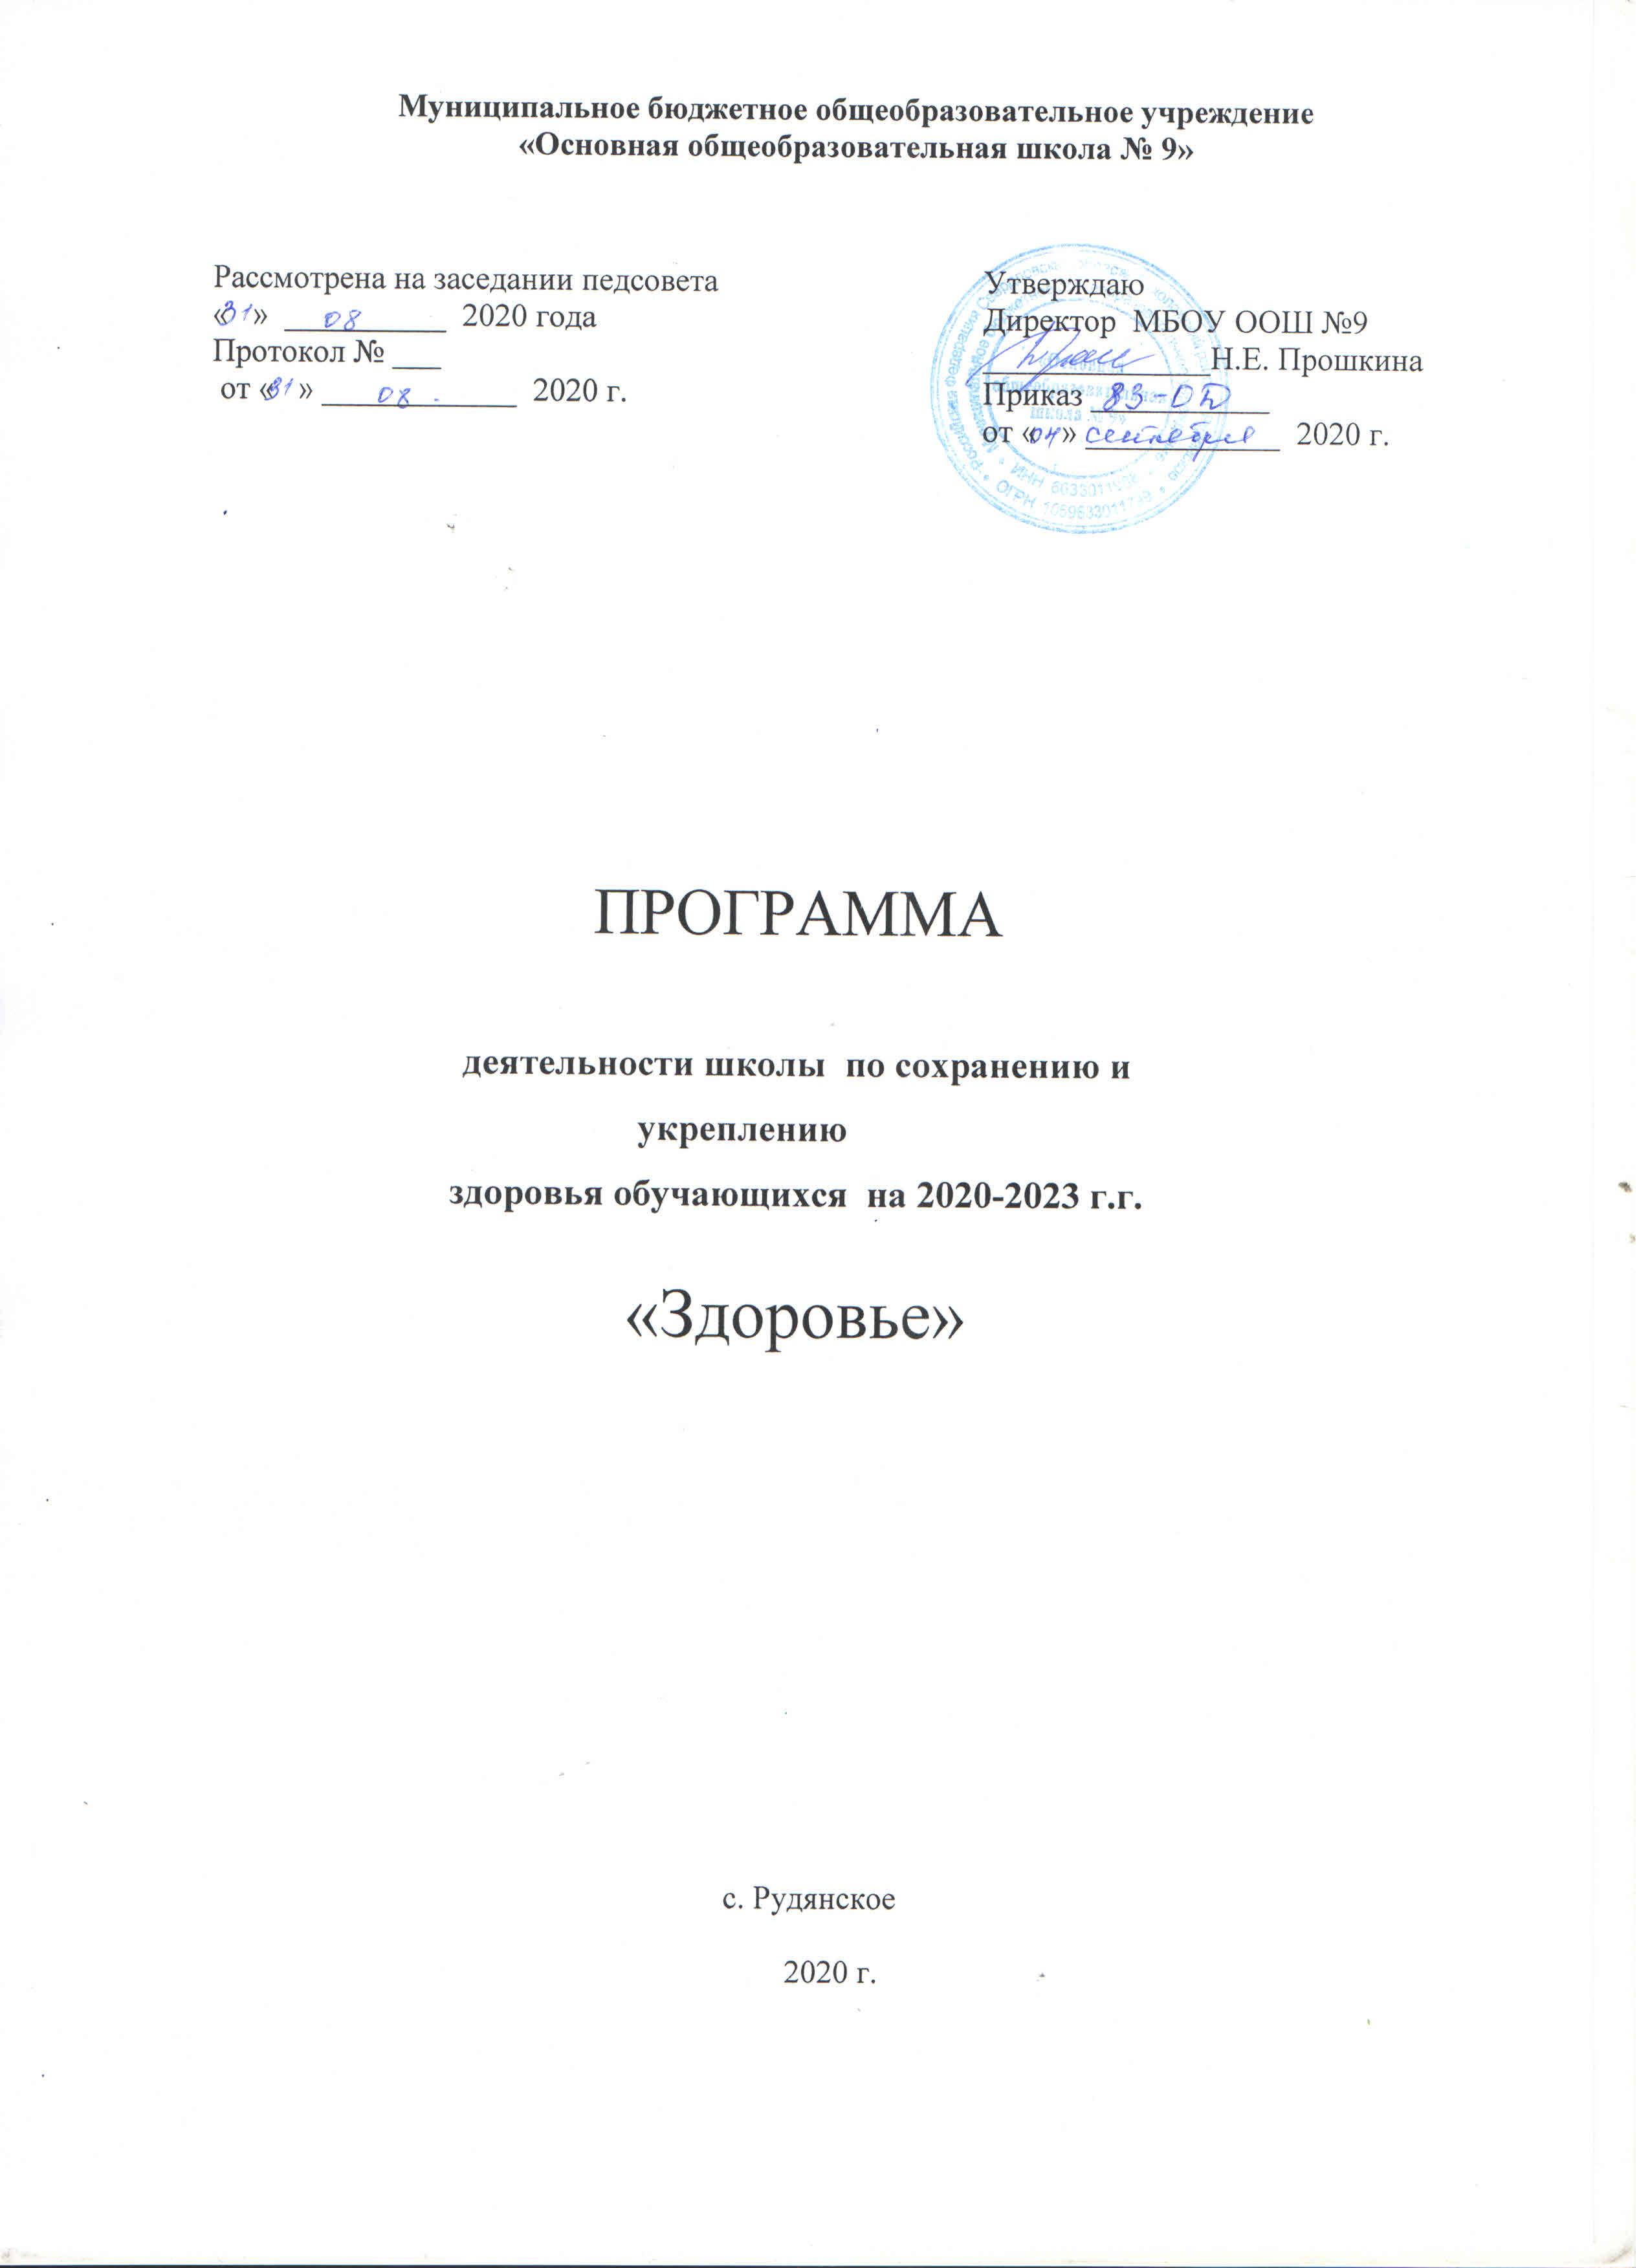 Муниципальное бюджетное общеобразовательное учреждение
«Основная общеобразовательная школа № 9»
Рассмотрена на заседании педсовета
«31» 08 2020 года
Протокол № ___
от «31» 08. 2020 г.
Утверждаю
Директор МБОУ ООШ №9
Н.Е. Прошкина
Приказ 83-ОД
от «04» сентября 2020 г.
ПРОГРАММА
деятельности школы по сохранению и
укреплению
здоровья обучающихся на 2020-2023 г.г.
«Здоровье»
с. Рудянское
2020 г.